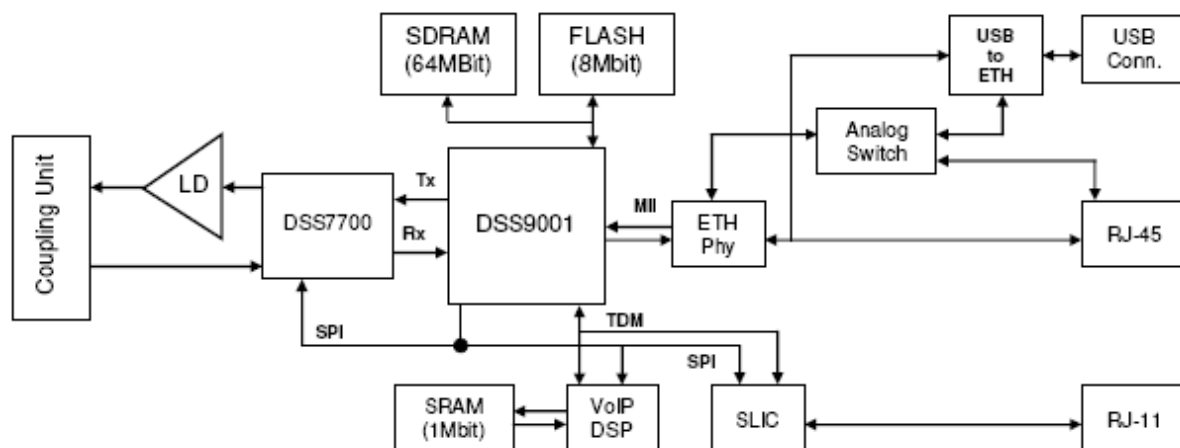 SDRAM
(64MBit)
FLASH
(8Mbit)
USB
to
ETH
USB
Conn.
Analog
Switch
Coupling Unit
LD
DSS7700
Tx
Rx
DSS9001
MII
ETH
Phy
RJ-45
SPI
TDM
SPI
SRAM
(1Mbit)
VoIP
DSP
SLIC
RJ-11